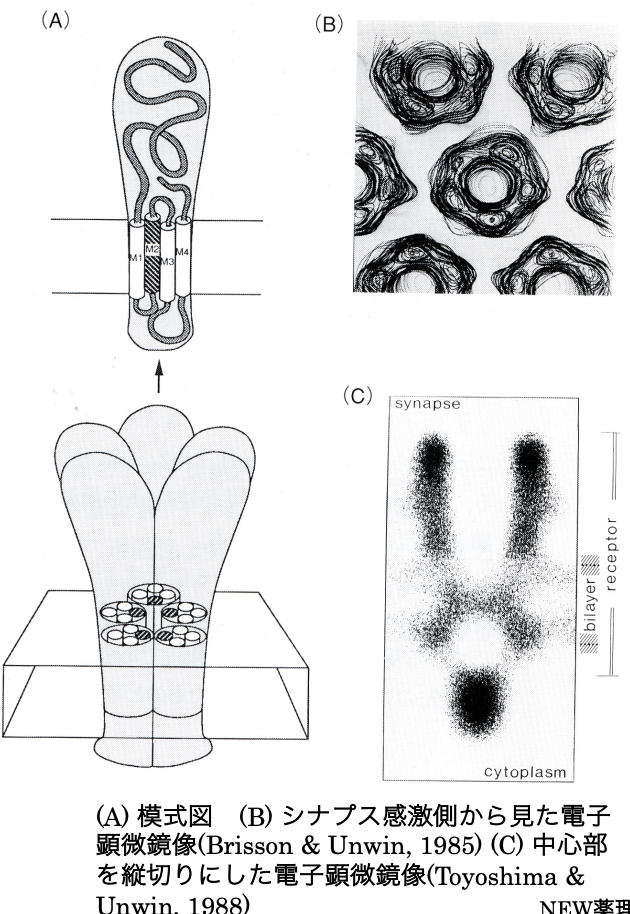 (A)
(B)
M1
M2
M3
M4
(C)
synapse
bilayer
receptor
cytoplasm
(A) 模式図 (B) シナプス感激側から見た電子
顕微鏡像(Brisson & Unwin, 1985) (C) 中心部
を縦切りにした電子顕微鏡像(Toyoshima &
Unwin, 1988)
NEW薬理